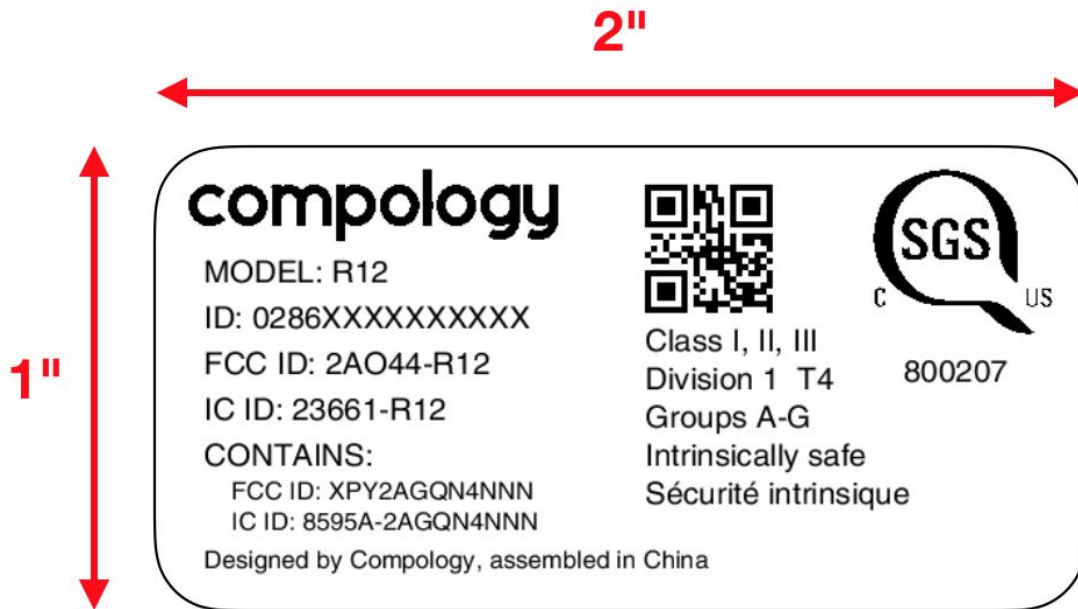 2"
1"
compology
MODEL: R12
ID: 0286XXXXXXXXXX
FCC ID: 2AO44-R12
IC ID: 23661-R12
CONTAINS:
FCC ID: XPY2AGQN4NNN
IC ID: 8595A-2AGQN4NNN
Designed by Compology, assembled in China
Class I, II, III
Division 1 T4
Groups A-G
Intrinsically safe
Sécurité intrinsique
SGS
C US
800207